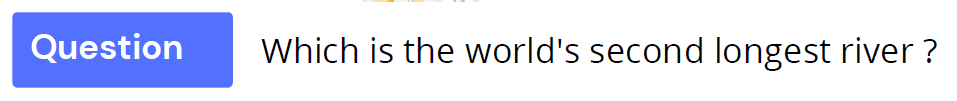 Question Which is the world's second longest river ?